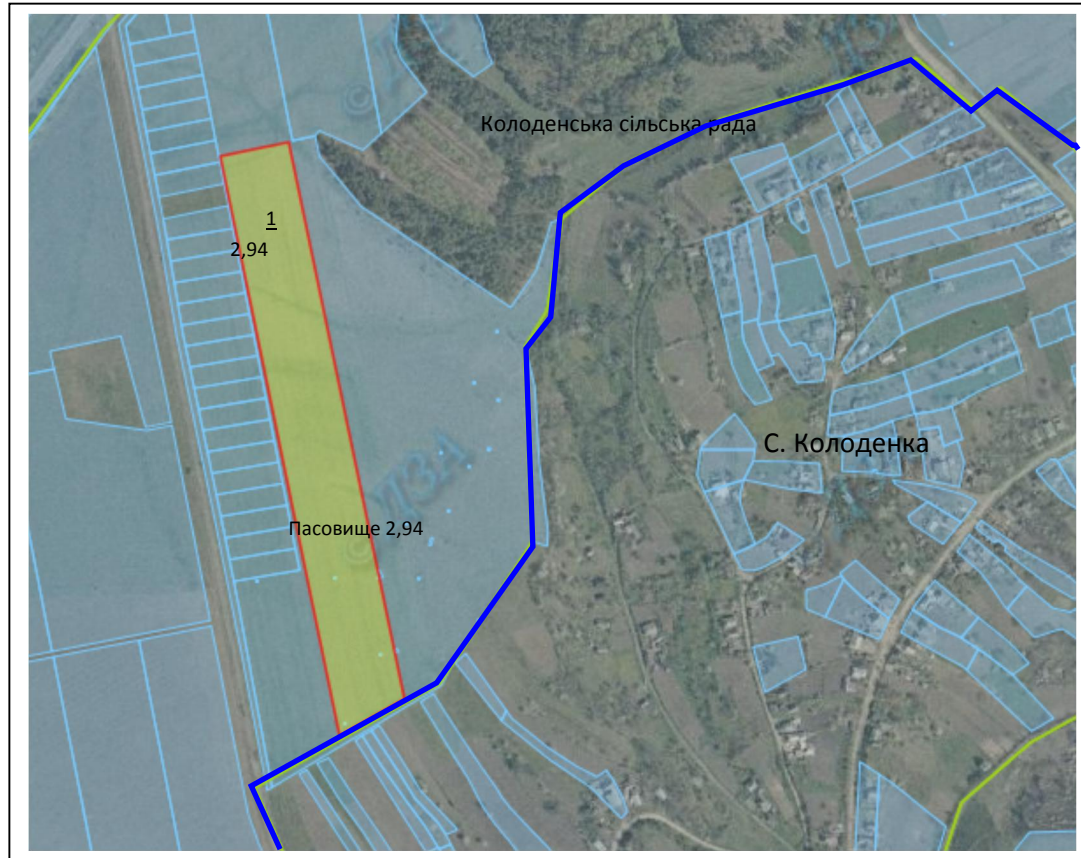 Колоденська сільська рада
1
2,94
С. Колоденка
Пасовище 2,94